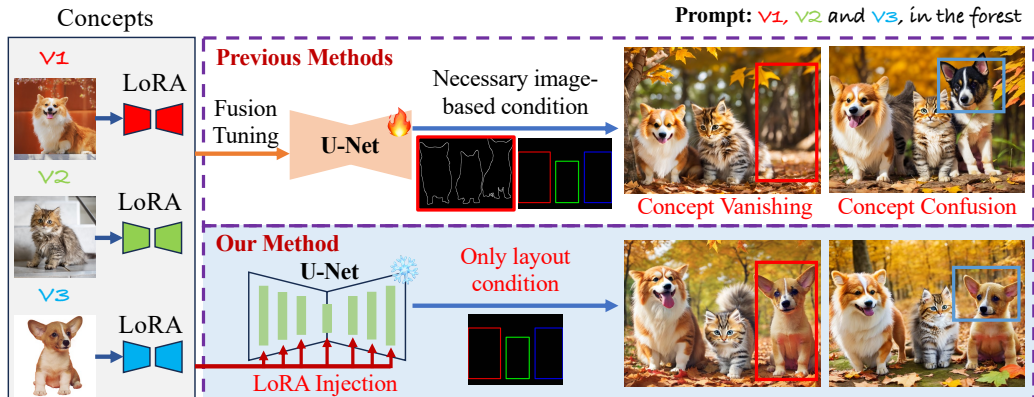 Concepts
Prompt: V1, V2 and V3, in the forest
V1
LoRA
V2
LoRA
V3
LoRA
Previous Methods
Fusion
Tuning
U-Net
Necessary image-
based condition
Concept Vanishing
Concept Confusion
Our Method
U-Net
LoRA Injection
Only layout
condition